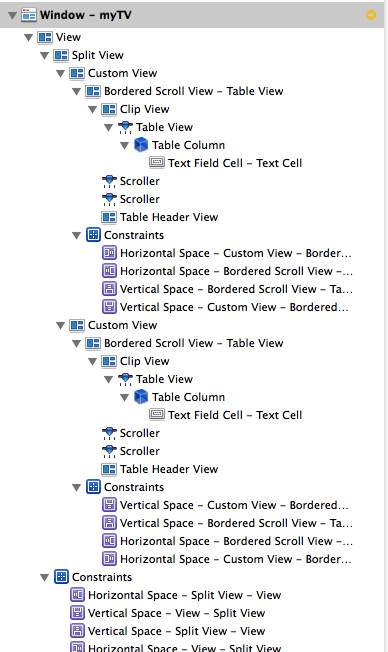 Window – myTV
View
Split View
Custom View
Bordered Scroll View – Table View
Clip View
Table View
Table Column
Text Field Cell – Text Cell
Scroller
Scroller
Table Header View
Constraints
Horizontal Space – Custom View – Border...
Horizontal Space – Bordered Scroll View –...
Vertical Space – Bordered Scroll View – Ta...
Vertical Space – Custom View – Bordered...
Custom View
Bordered Scroll View – Table View
Clip View
Table View
Table Column
Text Field Cell – Text Cell
Scroller
Scroller
Table Header View
Constraints
Vertical Space – Custom View – Bordered...
Vertical Space – Bordered Scroll View – Ta...
Horizontal Space – Bordered Scroll View –...
Horizontal Space – Custom View – Border...
Constraints
Horizontal Space – Split View – View
Vertical Space – View – Split View
Vertical Space – Split View – View
Horizontal Space – View – Split View